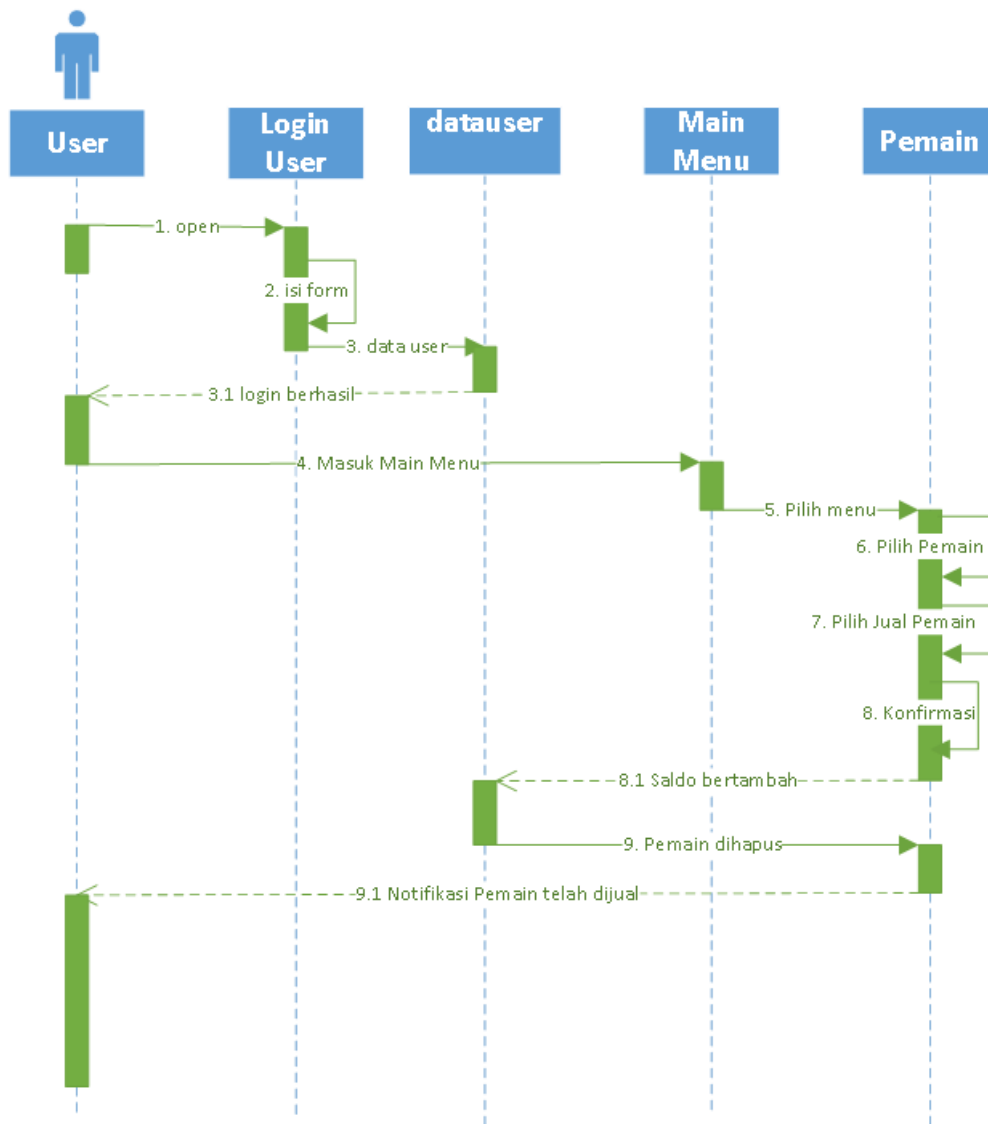 User
Login
User
datauser
Main
Menu
Pemain
1. open
2. isi form
3. data user
3.1 login berhasil
4. Masuk Main Menu
5. Pilih menu
6. Pilih Pemain
7. Pilih Jual Pemain
8. Konfirmasi
8.1 Saldo bertambah
9. Pemain dihapus
9.1 Notifikasi Pemain telah dijual